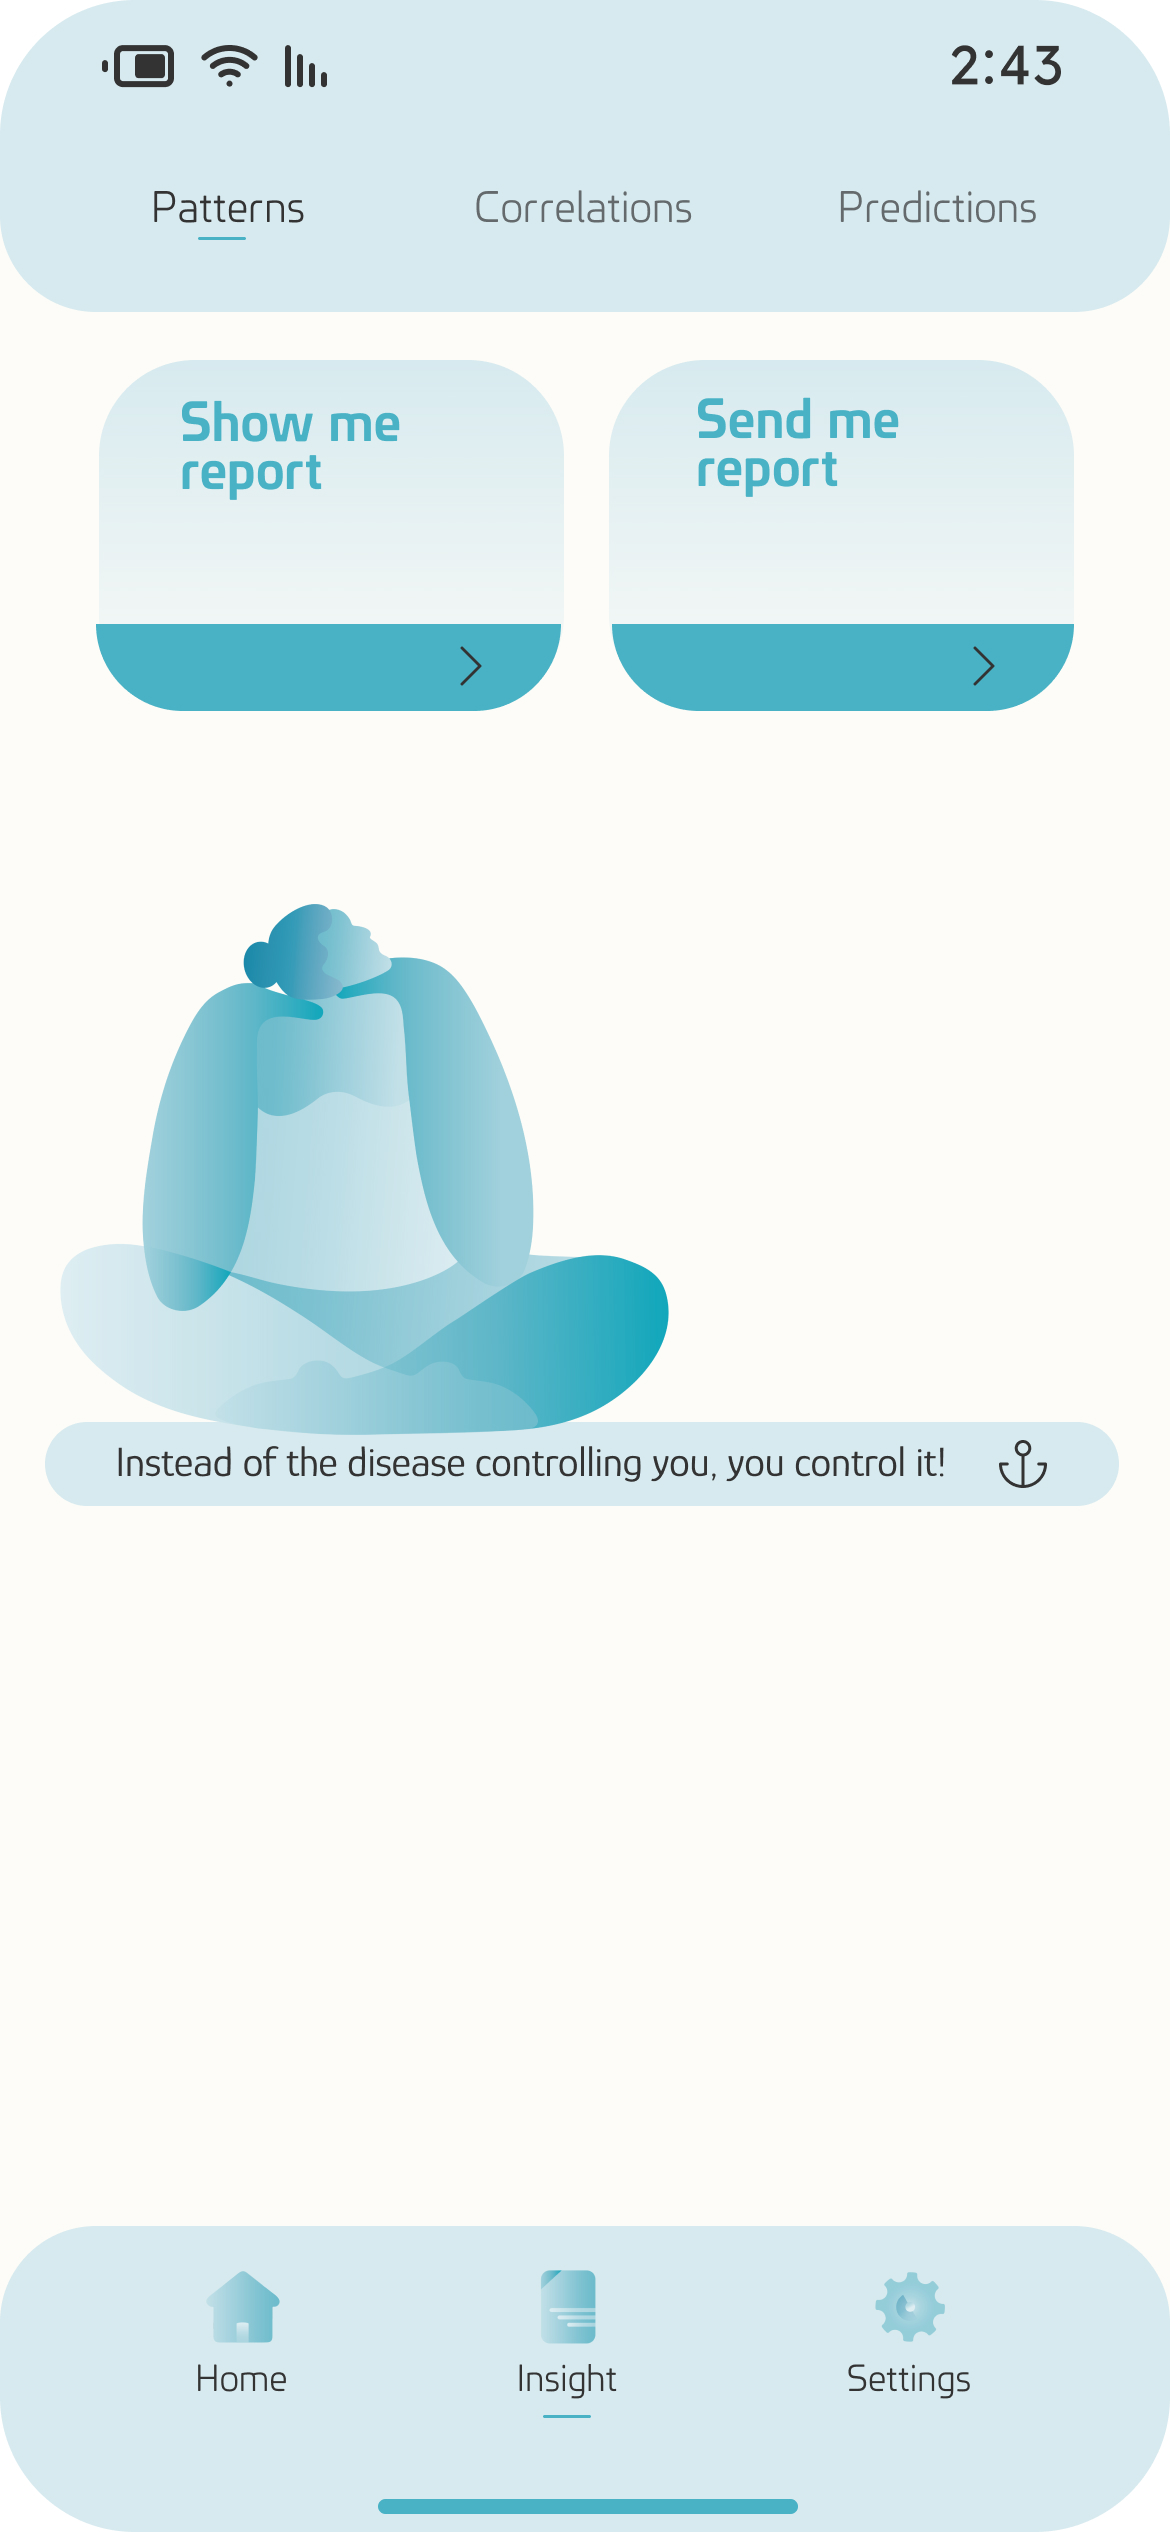 2:43
Patterns Correlations Predictions
Show me
report
Send me
report
Instead of the disease controlling you, you control it!
Home Insight Settings